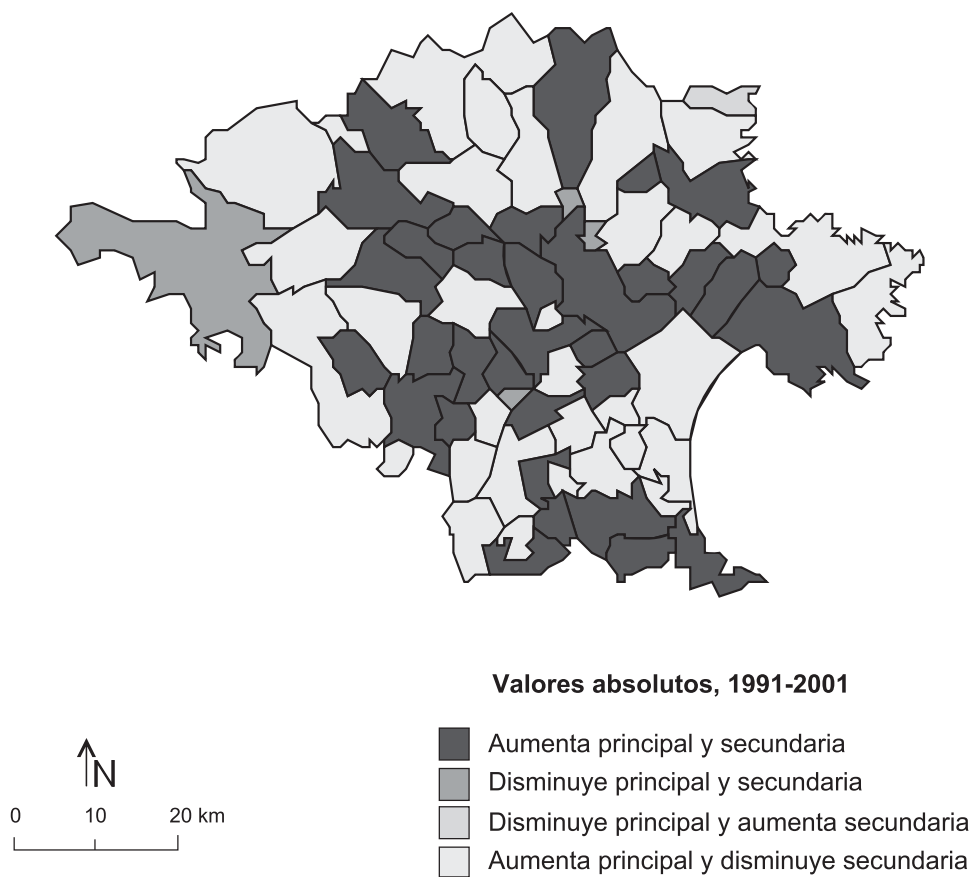 Valores absolutos, 1991-2001
Aumenta principal y secundaria
Disminuye principal y secundaria
Disminuye principal y aumenta secundaria
Aumenta principal y disminuye secundaria
N
0 10 20 km